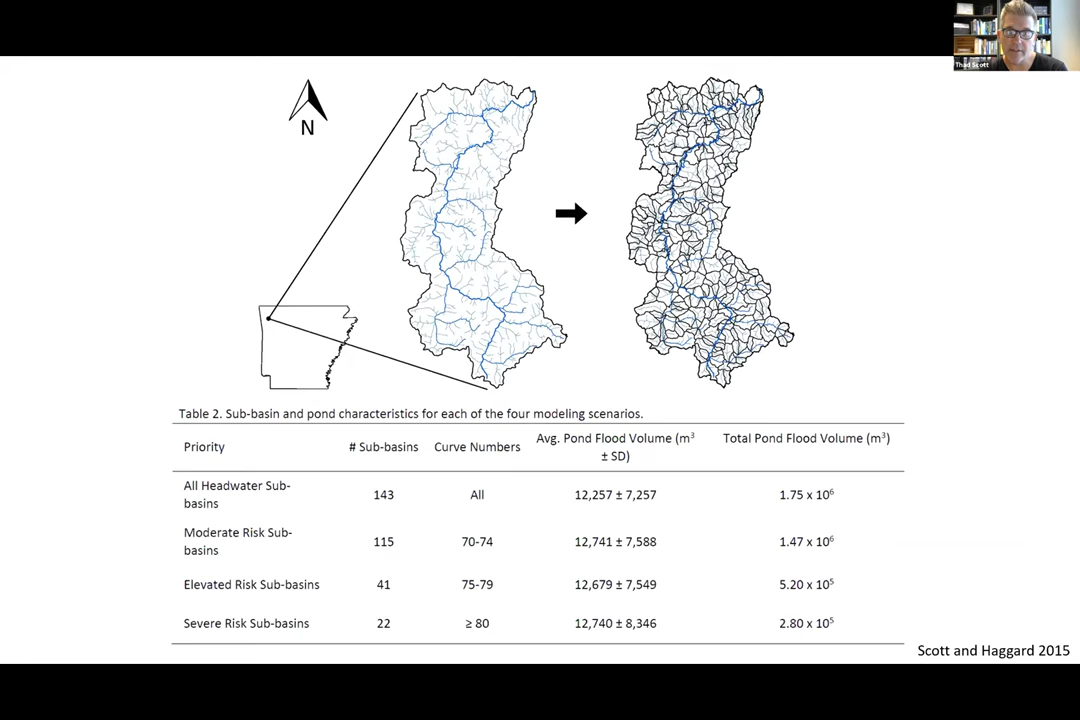 Thad Scott
N
Table 2. Sub-basin and pond characteristics for each of the four modeling scenarios.
Priority # Sub-basins Curve Numbers Avg. Pond Flood Volume (m³ ± SD) Total Pond Flood Volume (m³)
All Headwater Sub-basins 143 All 12,257 ± 7,257 1.75 x 10⁶
Moderate Risk Sub-basins 115 70-74 12,741 ± 7,588 1.47 x 10⁶
Elevated Risk Sub-basins 41 75-79 12,679 ± 7,549 5.20 x 10⁵
Severe Risk Sub-basins 22 ≥ 80 12,740 ± 8,346 2.80 x 10⁵
Scott and Haggard 2015